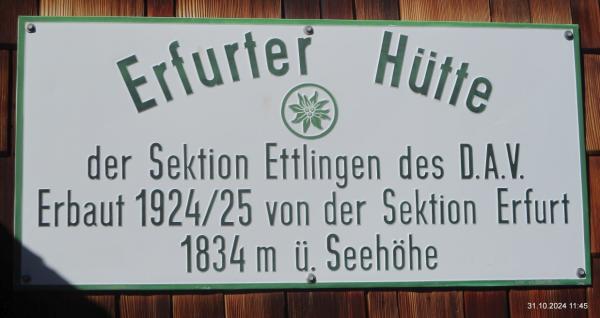 Erfurter Hütte
der Sektion Ettlingen des D.A.V.
Erbaut 1924/25 von der Sektion Erfurt
1834 m ü. Seehöhe
31.10.2024 11:45